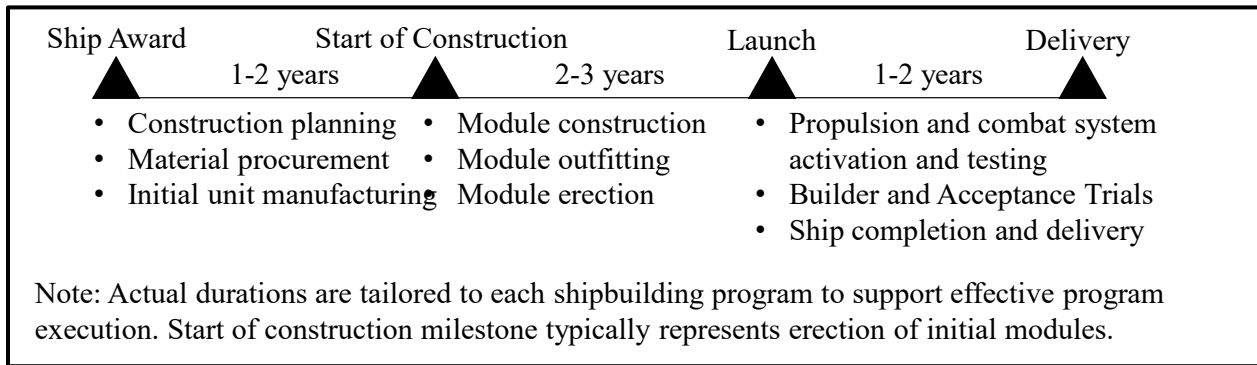 Ship Award
Start of Construction
Launch
Delivery
1-2 years
2-3 years
1-2 years
• Construction planning
• Material procurement
• Initial unit manufacturing
• Module construction
• Module outfitting
• Module erection
• Propulsion and combat system
activation and testing
• Builder and Acceptance Trials
• Ship completion and delivery
Note: Actual durations are tailored to each shipbuilding program to support effective program
execution. Start of construction milestone typically represents erection of initial modules.